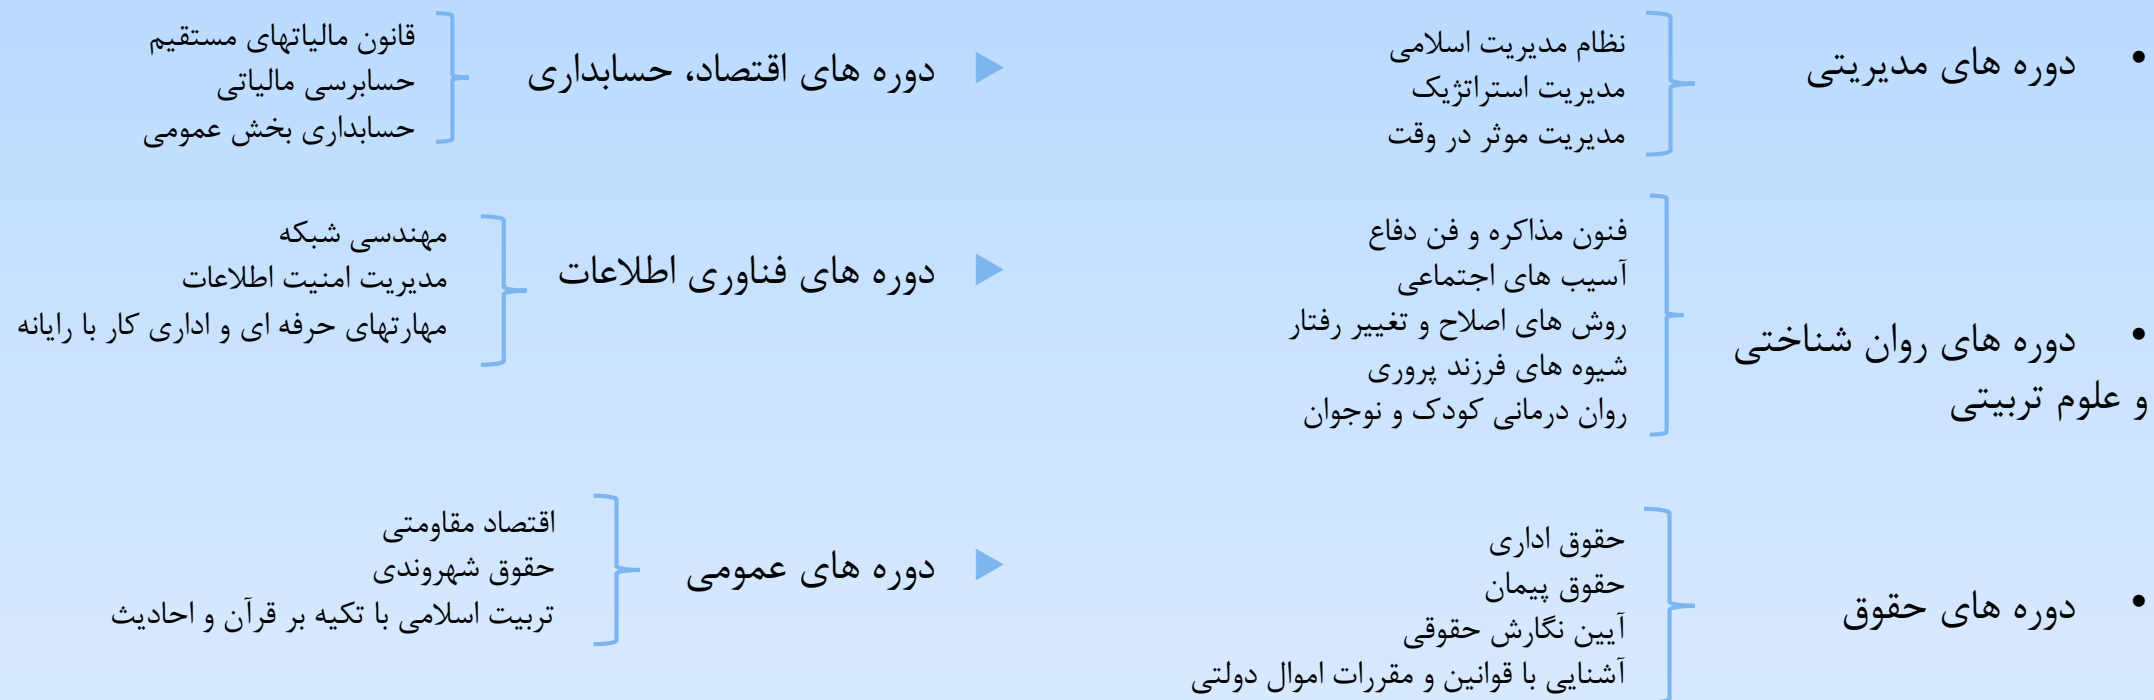 • دوره های مدیریتی
نظام مدیریت اسلامی
مدیریت استراتژیک
مدیریت موثر در وقت
• دوره های روان شناختی
و علوم تربیتی
فنون مذاکره و فن دفاع
آسیب های اجتماعی
روش های اصلاح و تغییر رفتار
شیوه های فرزند پروری
روان درمانی کودک و نوجوان
• دوره های حقوق
حقوق اداری
حقوق پیمان
آیین نگارش حقوقی
آشنایی با قوانین و مقررات اموال دولتی
دوره های اقتصاد، حسابداری
قانون مالیاتهای مستقیم
حسابرسی مالیاتی
حسابداری بخش عمومی
دوره های فناوری اطلاعات
مهندسی شبکه
مدیریت امنیت اطلاعات
مهارتهای حرفه ای و اداری کار با رایانه
دوره های عمومی
اقتصاد مقاومتی
حقوق شهروندی
تربیت اسلامی با تکیه بر قرآن و احادیث